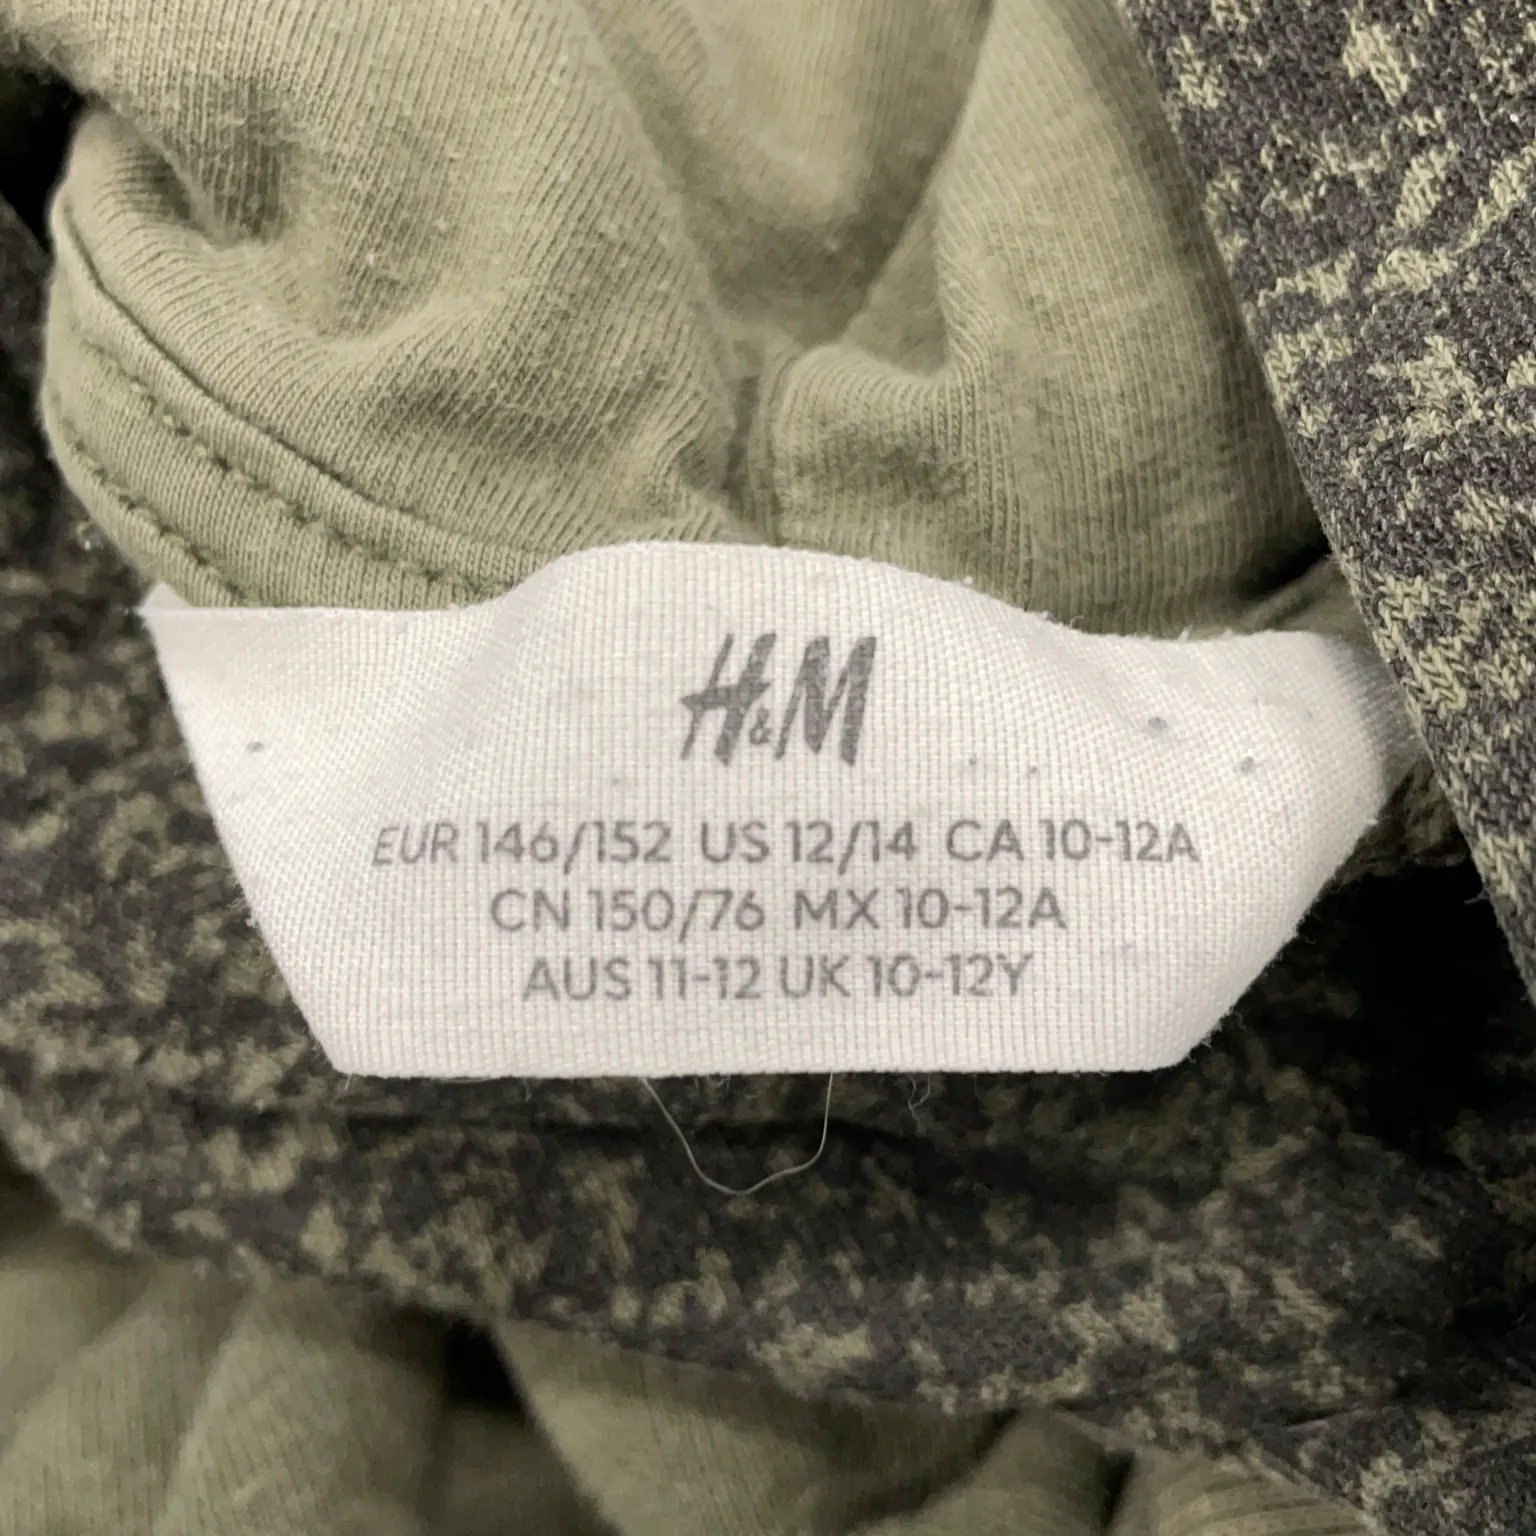 H&M
EUR 146/152 US 12/14 CA 10-12A
CN 150/76 MX 10-12A
AUS 11-12 UK 10-12Y